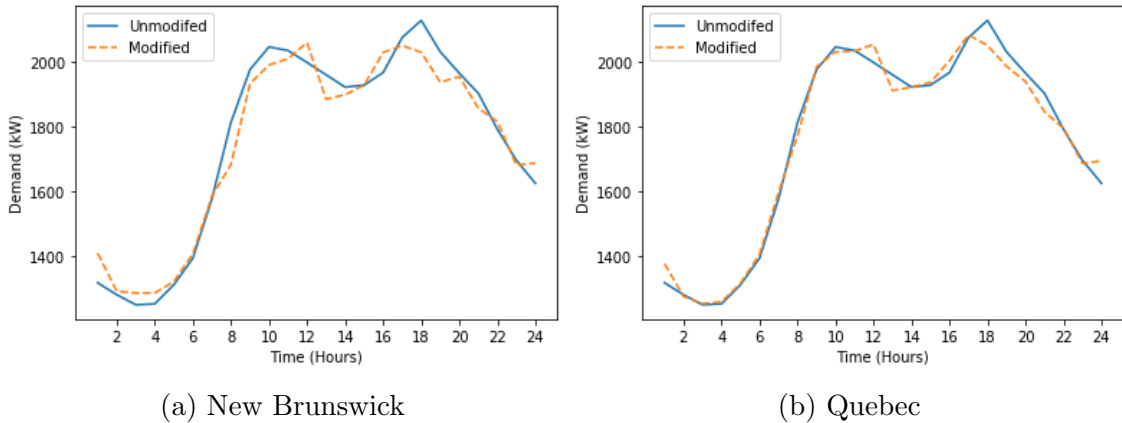 Unmodifed
Modified
2000
1800
1600
1400
Demand (kW)
2 4 6 8 10 12 14 16 18 20 22 24
Time (Hours)
(a) New Brunswick
Unmodifed
Modified
2000
1800
1600
1400
Demand (kW)
2 4 6 8 10 12 14 16 18 20 22 24
Time (Hours)
(b) Quebec